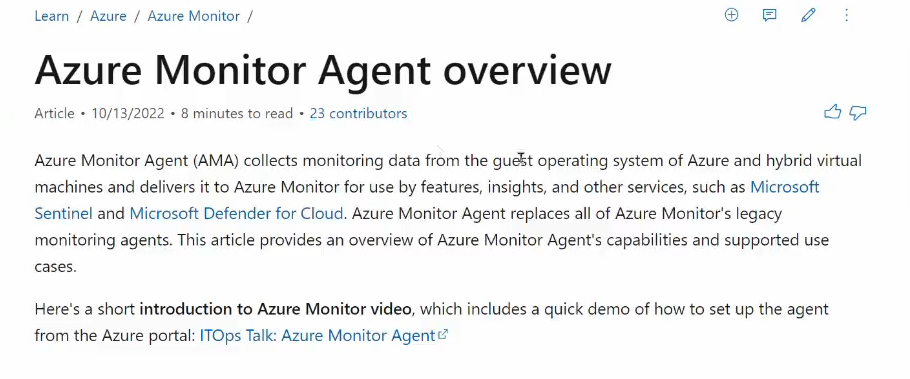 Learn / Azure / Azure Monitor /
Azure Monitor Agent overview
Article • 10/13/2022 • 8 minutes to read • 23 contributors
Azure Monitor Agent (AMA) collects monitoring data from the guest operating system of Azure and hybrid virtual
machines and delivers it to Azure Monitor for use by features, insights, and other services, such as Microsoft
Sentinel and Microsoft Defender for Cloud. Azure Monitor Agent replaces all of Azure Monitor's legacy
monitoring agents. This article provides an overview of Azure Monitor Agent's capabilities and supported use
cases.
Here's a short introduction to Azure Monitor video, which includes a quick demo of how to set up the agent
from the Azure portal: ITOps Talk: Azure Monitor Agent